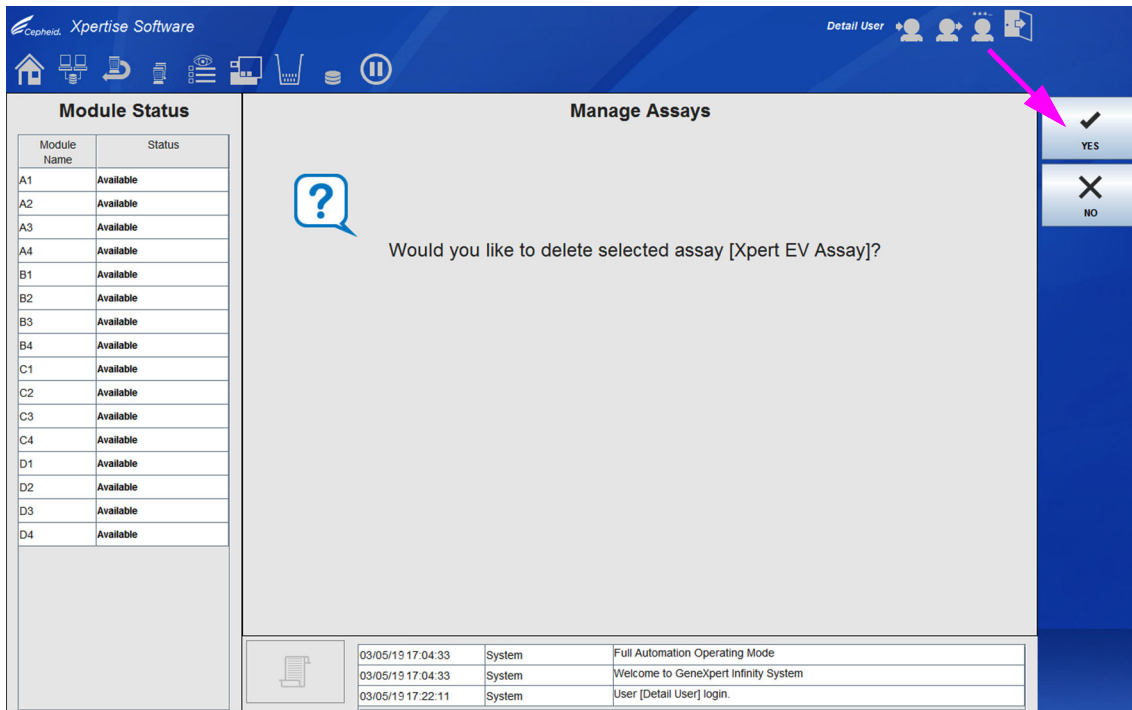 Cepheid. Xpertise Software
Detail User
Module Status
Module Name Status
A1 Available
A2 Available
A3 Available
A4 Available
B1 Available
B2 Available
B3 Available
B4 Available
C1 Available
C2 Available
C3 Available
C4 Available
D1 Available
D2 Available
D3 Available
D4 Available
Manage Assays
Would you like to delete selected assay [Xpert EV Assay]?
YES
NO
03/05/19 17:04:33 System Full Automation Operating Mode
03/05/19 17:04:33 System Welcome to GeneXpert Infinity System
03/05/19 17:22:11 System User [Detail User] login.